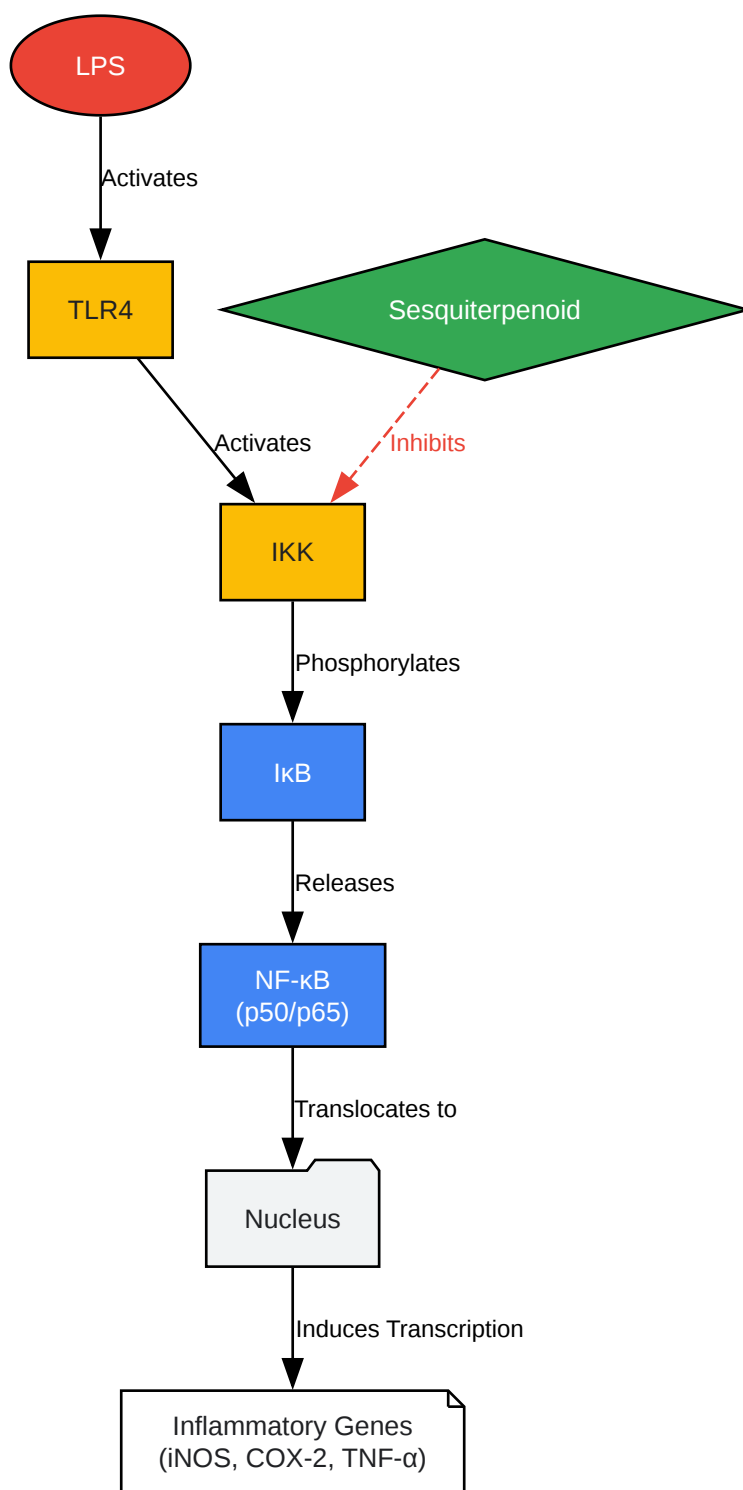 LPS
Activates
TLR4
Sesquiterpenoid
Activates
Inhibits
IKK
Phosphorylates
IκB
Releases
NF-κB
(p50/p65)
Translocates to
Nucleus
Induces Transcription
Inflammatory Genes
(iNOS, COX-2, TNF-α)